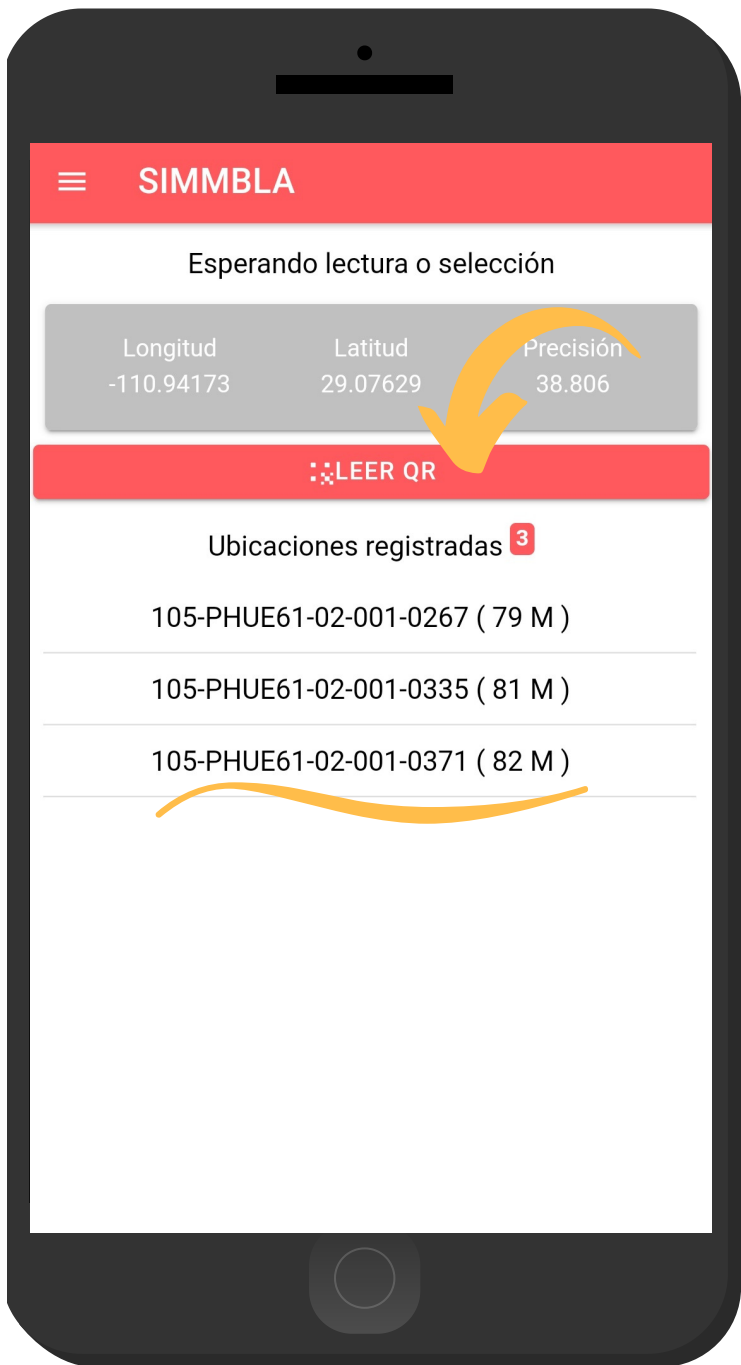 SIMMBLA
Esperando lectura o selección
Longitud Latitud Precisión
-110.94173 29.07629 38.806
LEER QR
Ubicaciones registradas 3
105-PHUE61-02-001-0267 ( 79 M )
105-PHUE61-02-001-0335 ( 81 M )
105-PHUE61-02-001-0371 ( 82 M )